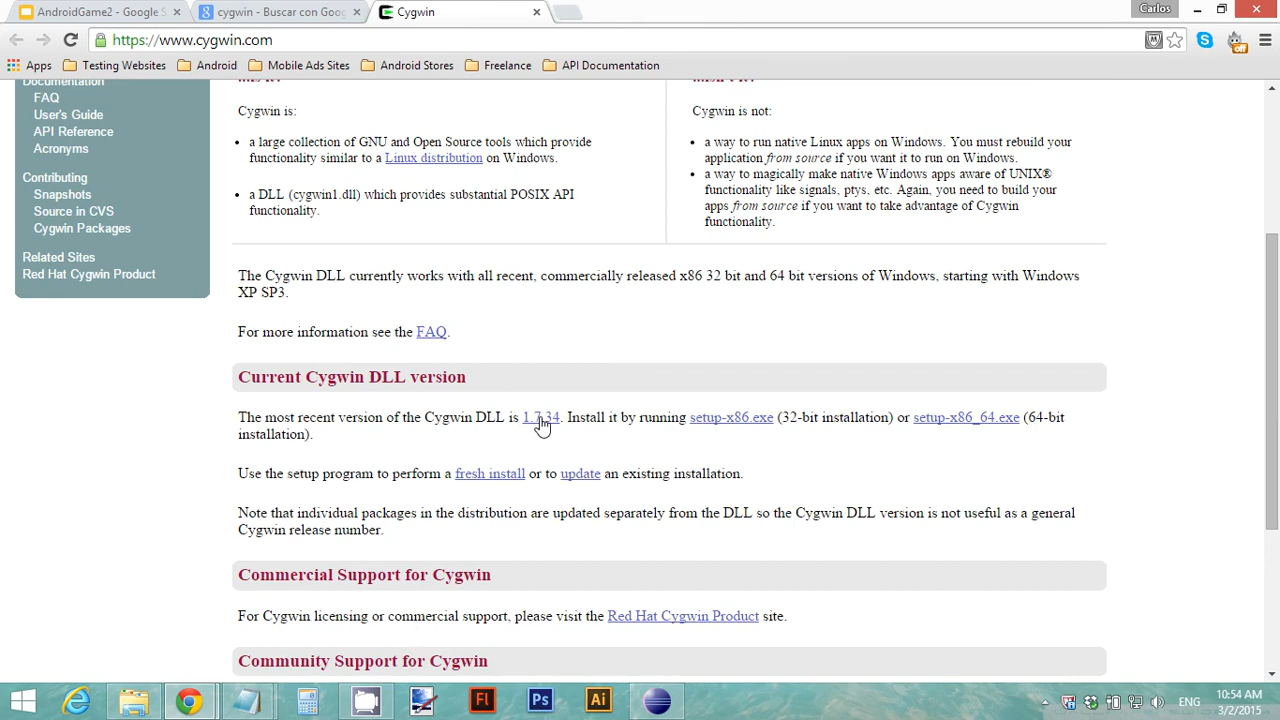 AndroidGame2 - Google S
cygwin - Buscar con Goog
Cygwin
Carlos
https://www.cygwin.com
Apps
Testing Websites
Android
Mobile Ads Sites
Android Stores
Freelance
API Documentation
off
Documentation
FAQ
User's Guide
API Reference
Acronyms
Contributing
Snapshots
Source in CVS
Cygwin Packages
Related Sites
Red Hat Cygwin Product
Cygwin is:
• a large collection of GNU and Open Source tools which provide
functionality similar to a Linux distribution on Windows.
• a DLL (cygwin1.dll) which provides substantial POSIX API
functionality.
Cygwin is not:
• a way to run native Linux apps on Windows. You must rebuild your
application from source if you want it to run on Windows.
• a way to magically make native Windows apps aware of UNIX®
functionality like signals, ptys, etc. Again, you need to build your
apps from source if you want to take advantage of Cygwin
functionality.
The Cygwin DLL currently works with all recent, commercially released x86 32 bit and 64 bit versions of Windows, starting with Windows
XP SP3.
For more information see the FAQ.
Current Cygwin DLL version
The most recent version of the Cygwin DLL is 1.7.34. Install it by running setup-x86.exe (32-bit installation) or setup-x86_64.exe (64-bit
installation).
Use the setup program to perform a fresh install or to update an existing installation.
Note that individual packages in the distribution are updated separately from the DLL so the Cygwin DLL version is not useful as a general
Cygwin release number.
Commercial Support for Cygwin
For Cygwin licensing or commercial support, please visit the Red Hat Cygwin Product site.
Community Support for Cygwin
Fl
Ps
Ai
ENG
10:54 AM
3/2/2015